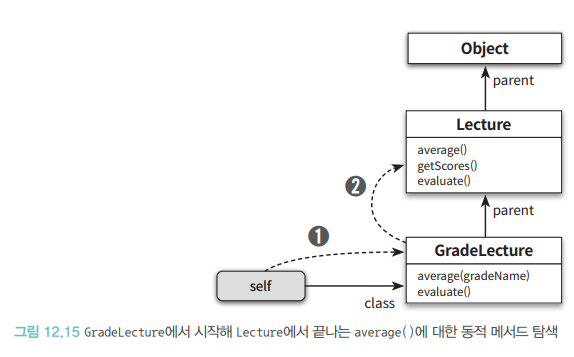 Object
parent
Lecture
average()
getScores()
evaluate()
❷
parent
❶
GradeLecture
average(gradeName)
evaluate()
self
class
그림 12.15 GradeLecture에서 시작해 Lecture에서 끝나는 average()에 대한 동적 메서드 탐색